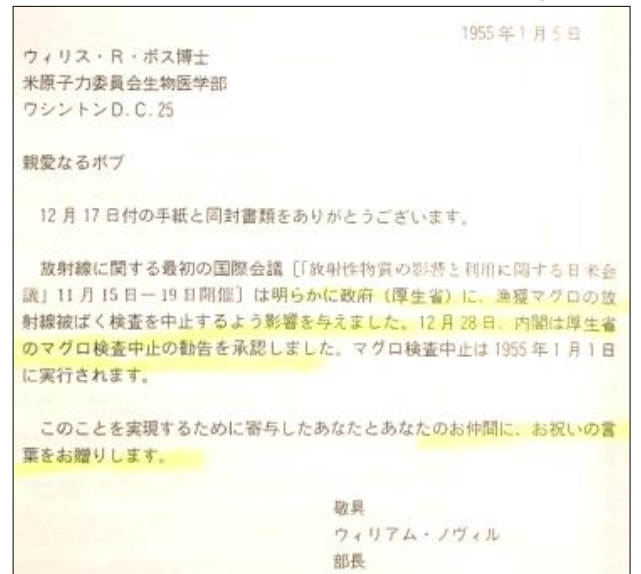 1955年1月5日
ウィリス・R・ボス博士
米原子力委員会生物医学部
ワシントンD.C.25
親愛なるボブ
12月17日付の手紙と同封書類をありがとうございます。
放射線に関する最初の国際会議［「放射性物質の影響と利用に関する日米会
議」11月15日―19日開催］は明らかに政府（厚生省）に、漁獲マグロの放
射線被ばく検査を中止するよう影響を与えました。12月28日、内閣は厚生省
のマグロ検査中止の勧告を承認しました。マグロ検査中止は1955年1月1日
に実行されます。
このことを実現するために寄与したあなたとあなたのお仲間に、お祝いの言
葉をお贈りします。
敬具
ウィリアム・ノヴィル
部長